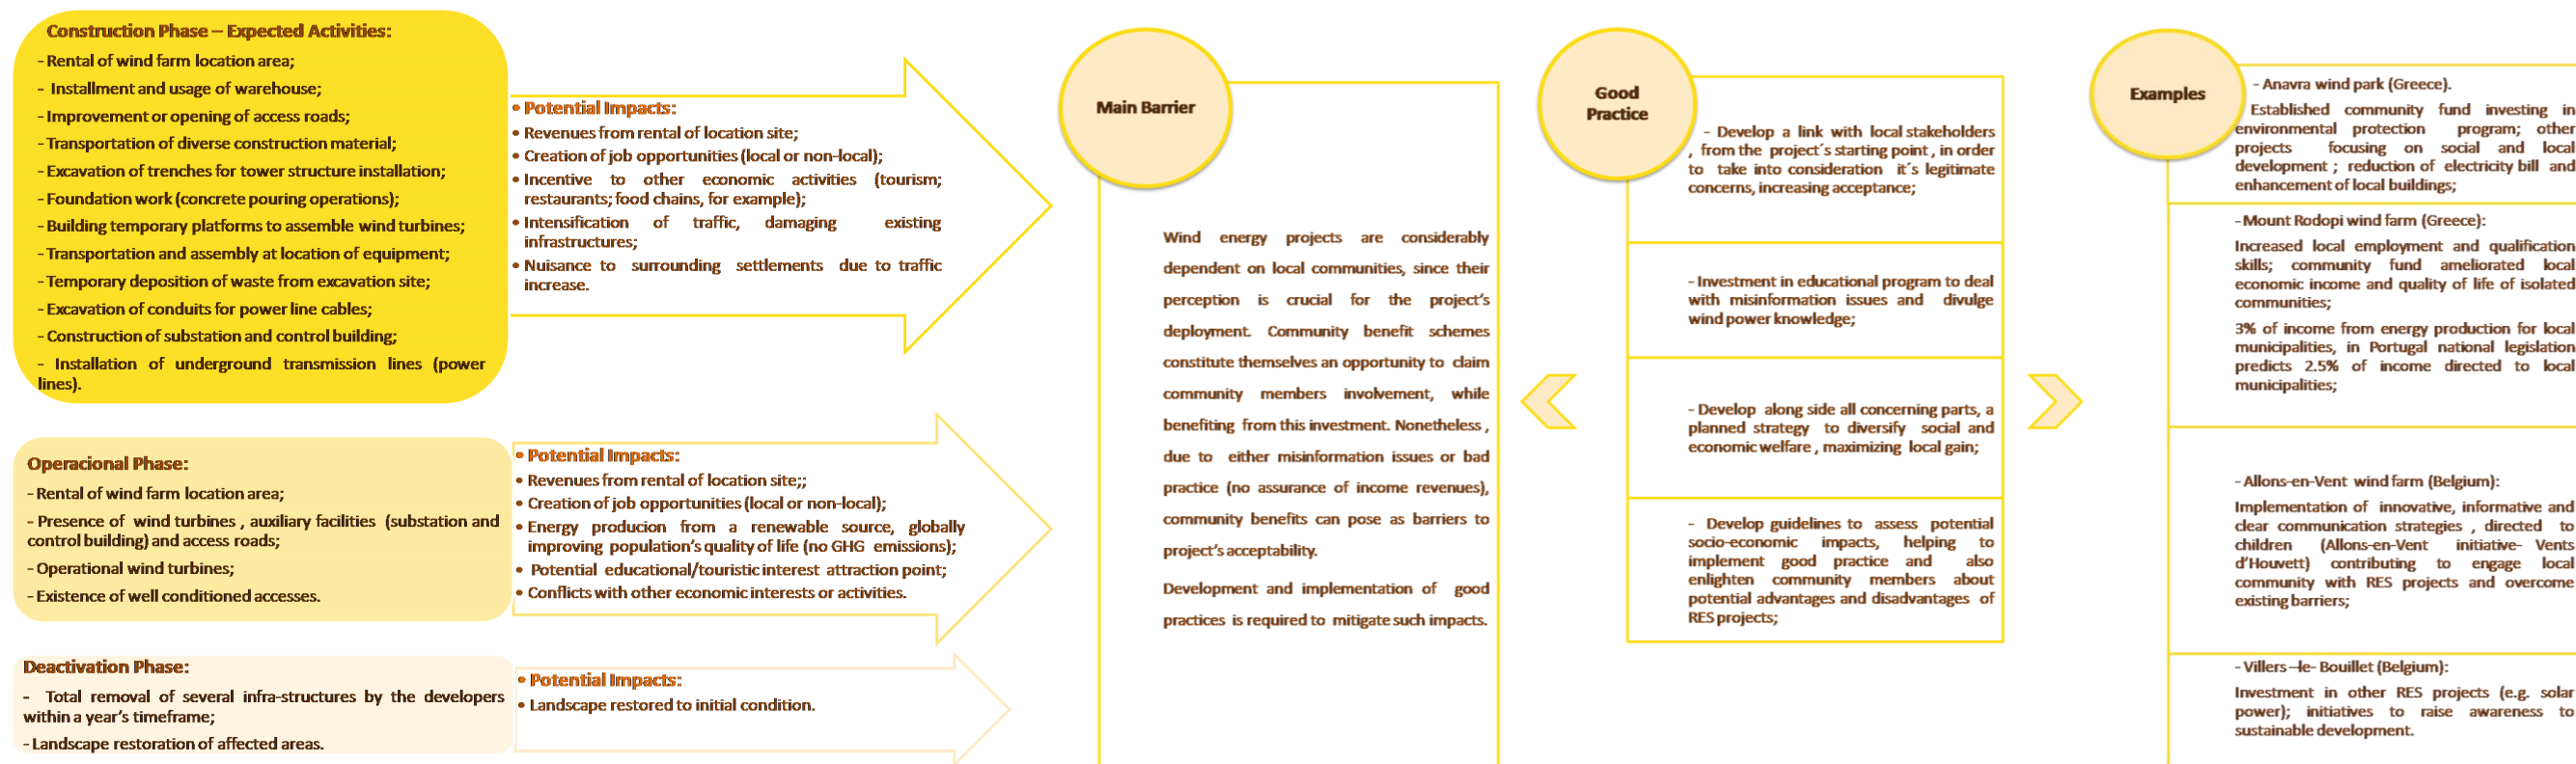 Construction Phase – Expected Activities:
- Rental of wind farm location area;
- Installment and usage of warehouse;
- Improvement or opening of access roads;
- Transportation of diverse construction material;
- Excavation of trenches for tower structure installation;
- Foundation work (concrete pouring operations);
- Building temporary platforms to assemble wind turbines;
- Transportation and assembly at location of equipment;
- Temporary deposition of waste from excavation site;
- Excavation of conduits for power line cables;
- Construction of substation and control building;
- Installation of underground transmission lines (power
lines).
• Potential Impacts:
• Revenues from rental of location site;
• Creation of job opportunities (local or non-local);
• Incentive to other economic activities (tourism;
restaurants; food chains, for example);
• Intensification of traffic, damaging existing
infrastructures;
• Nuisance to surrounding settlements due to traffic
increase.
Operacional Phase:
- Rental of wind farm location area;
- Presence of wind turbines , auxiliary facilities (substation and
control building) and access roads;
- Operational wind turbines;
- Existence of well conditioned accesses.
• Potential Impacts:
• Revenues from rental of location site;;
• Creation of job opportunities (local or non-local);
• Energy producion from a renewable source, globally
improving population's quality of life (no GHG emissions);
• Potential educational/touristic interest attraction point;
• Conflicts with other economic interests or activities.
Deactivation Phase:
- Total removal of several infra-structures by the developers
within a year's timeframe;
- Landscape restoration of affected areas.
• Potential Impacts:
• Landscape restored to initial condition.
Main Barrier
Wind energy projects are considerably
dependent on local communities, since their
perception is crucial for the project's
deployment. Community benefit schemes
constitute themselves an opportunity to claim
community members involvement, while
benefiting from this investment. Nonetheless ,
due to either misinformation issues or bad
practice (no assurance of income revenues),
community benefits can pose as barriers to
project's acceptability.
Development and implementation of good
practices is required to mitigate such impacts.
Good
Practice
- Develop a link with local stakeholders
, from the project´s starting point , in order
to take into consideration it´s legitimate
concerns, increasing acceptance;
- Investment in educational program to deal
with misinformation issues and divulge
wind power knowledge;
- Develop along side all concerning parts, a
planned strategy to diversify social and
economic welfare , maximizing local gain;
- Develop guidelines to assess potential
socio-economic impacts, helping to
implement good practice and also
enlighten community members about
potential advantages and disadvantages of
RES projects;
Examples
- Anavra wind park (Greece).
Established community fund investing in
environmental protection program; other
projects focusing on social and local
development ; reduction of electricity bill and
enhancement of local buildings;
- Mount Rodopi wind farm (Greece):
Increased local employment and qualification
skills; community fund ameliorated local
economic income and quality of life of isolated
communities;
3% of income from energy production for local
municipalities, in Portugal national legislation
predicts 2.5% of income directed to local
municipalities;
- Allons-en-Vent wind farm (Belgium):
Implementation of innovative, informative and
clear communication strategies , directed to
children (Allons-en-Vent initiative- Vents
d'Houvett) contributing to engage local
community with RES projects and overcome
existing barriers;
- Villers –le- Bouillet (Belgium):
Investment in other RES projects (e.g. solar
power); initiatives to raise awareness to
sustainable development.